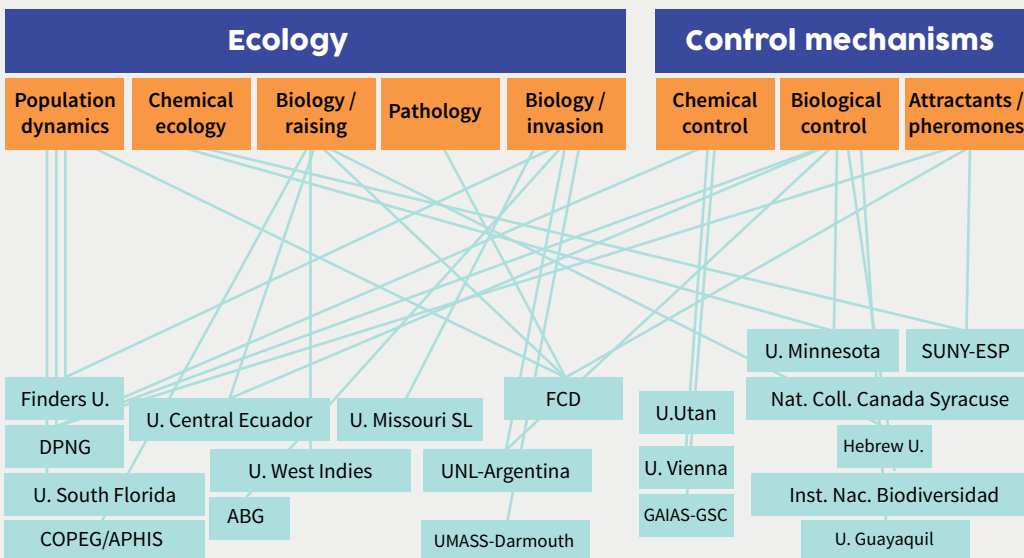 Ecology
Control mechanisms
Population
dynamics
Chemical
ecology
Biology /
raising
Pathology
Biology /
invasion
Chemical
control
Biological
control
Attractants /
pheromones
U. Minnesota
SUNY-ESP
Finders U.
FCD
Nat. Coll. Canada Syracuse
U. Central Ecuador
U. Missouri SL
U.Utan
DPNG
Hebrew U.
U. West Indies
UNL-Argentina
U. Vienna
U. South Florida
Inst. Nac. Biodiversidad
ABG
GAIAS-GSC
COPEG/APHIS
UMASS-Darmouth
U. Guayaquil